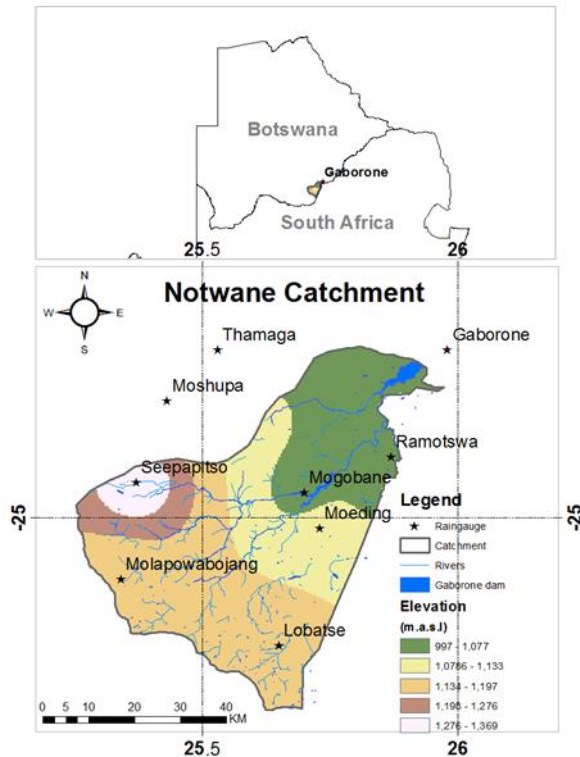 Botswana
Gaborone
South Africa
25.5
26
Notwane Catchment
N
W
E
S
Thamaga
Gaborone
Moshupa
Ramotswa
Seepapitso
Mogobane
Moeding
-25
-25
Molapowabojang
Lobatse
Legend
Raingauge
Catchment
Rivers
Gaborone dam
Elevation
(m.a.s.l)
997 - 1,077
1,0786 - 1,133
1,134 - 1,197
1,198 - 1,276
1,276 - 1,369
0 5 10 20 30 40
KM
25.5
26